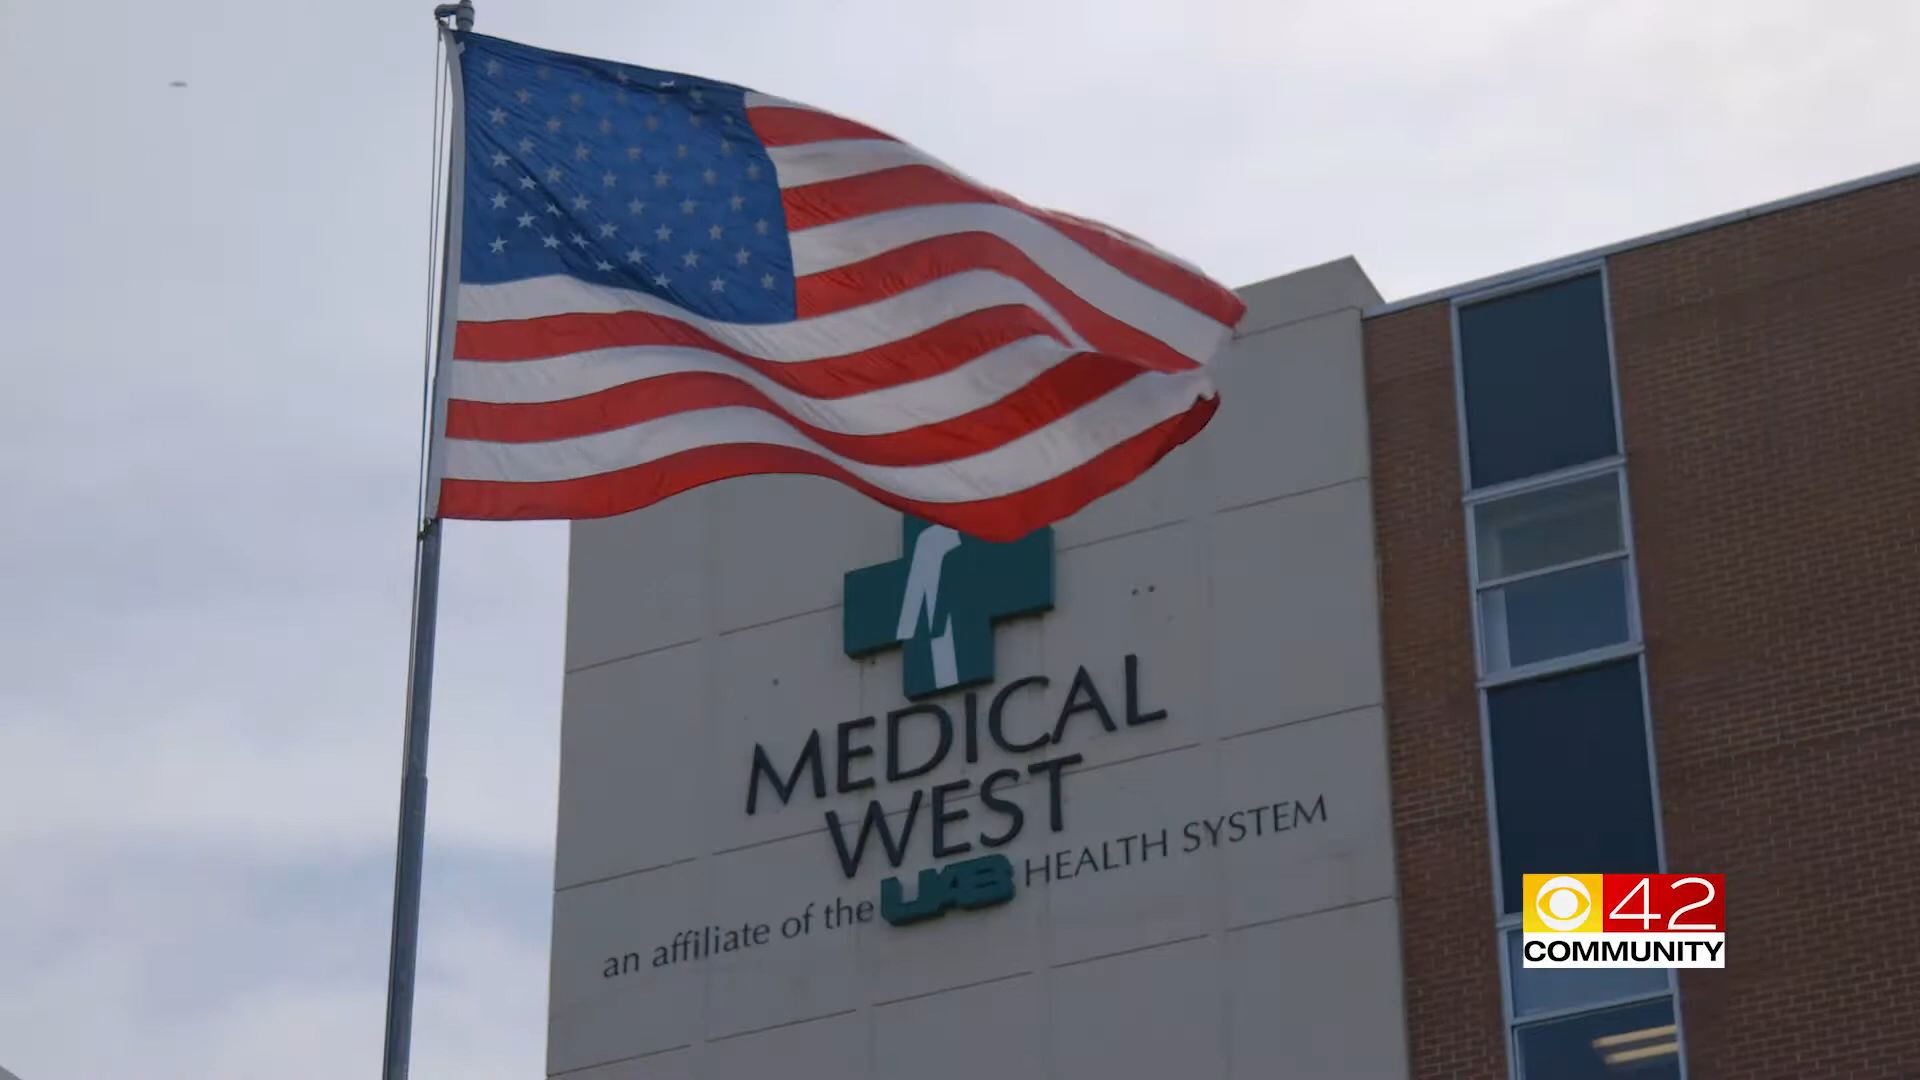 MEDICAL
WEST
an affiliate of the UAB HEALTH SYSTEM
42
COMMUNITY